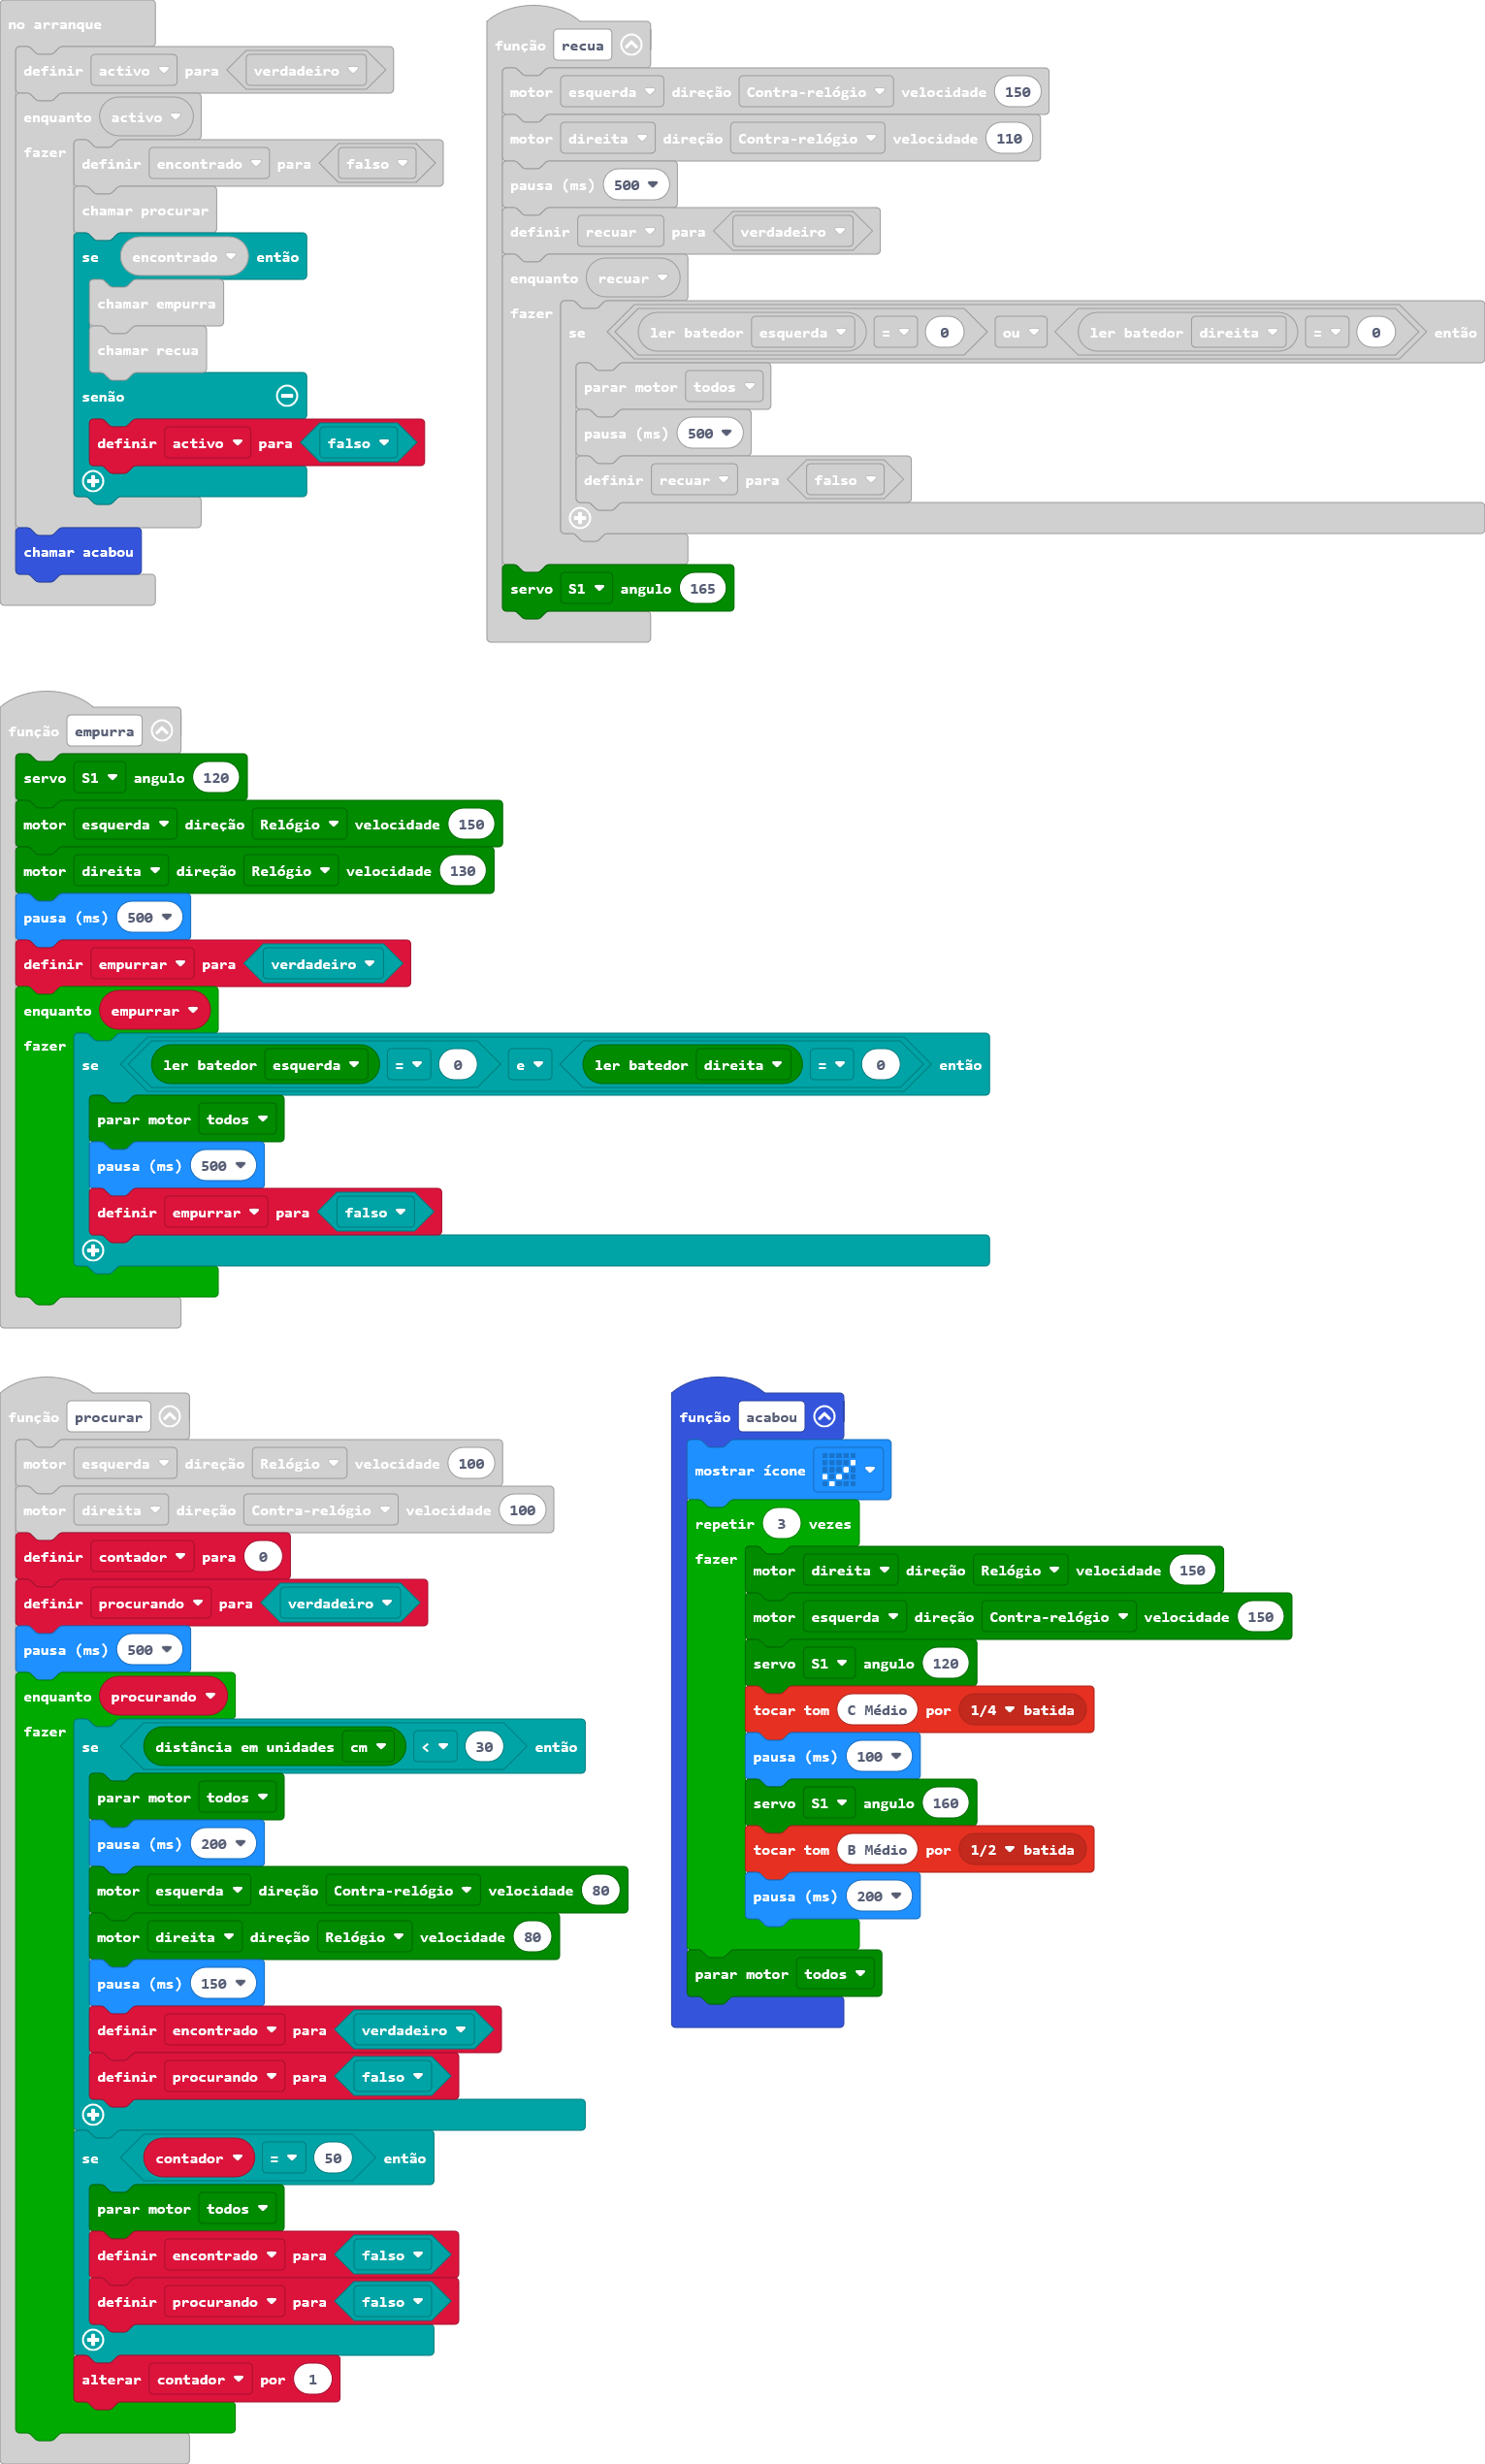 no arranque
definir activo para verdadeiro
enquanto activo
fazer
definir encontrado para falso
chamar procurar
se encontrado então
chamar empurra
chamar recua
senão
definir activo para falso
chamar acabou
função recua
motor esquerda direção Contra-relógio velocidade 150
motor direita direção Contra-relógio velocidade 110
pausa (ms) 500
definir recuar para verdadeiro
enquanto recuar
fazer
se ler batedor esquerda = 0 ou ler batedor direita = 0 então
parar motor todos
pausa (ms) 500
definir recuar para falso
servo S1 angulo 165
função empurra
servo S1 angulo 120
motor esquerda direção Relógio velocidade 150
motor direita direção Relógio velocidade 130
pausa (ms) 500
definir empurrar para verdadeiro
enquanto empurrar
fazer
se ler batedor esquerda = 0 e ler batedor direita = 0 então
parar motor todos
pausa (ms) 500
definir empurrar para falso
função procurar
motor esquerda direção Relógio velocidade 100
motor direita direção Contra-relógio velocidade 100
definir contador para 0
definir procurando para verdadeiro
pausa (ms) 500
enquanto procurando
fazer
se distância em unidades cm < 30 então
parar motor todos
pausa (ms) 200
motor esquerda direção Contra-relógio velocidade 80
motor direita direção Relógio velocidade 80
pausa (ms) 150
definir encontrado para verdadeiro
definir procurando para falso
se contador = 50 então
parar motor todos
definir encontrado para falso
definir procurando para falso
alterar contador por 1
função acabou
mostrar ícone
repetir 3 vezes
fazer
motor direita direção Relógio velocidade 150
motor esquerda direção Contra-relógio velocidade 150
servo S1 angulo 120
tocar tom C Médio por 1/4 batida
pausa (ms) 100
servo S1 angulo 160
tocar tom B Médio por 1/2 batida
pausa (ms) 200
parar motor todos